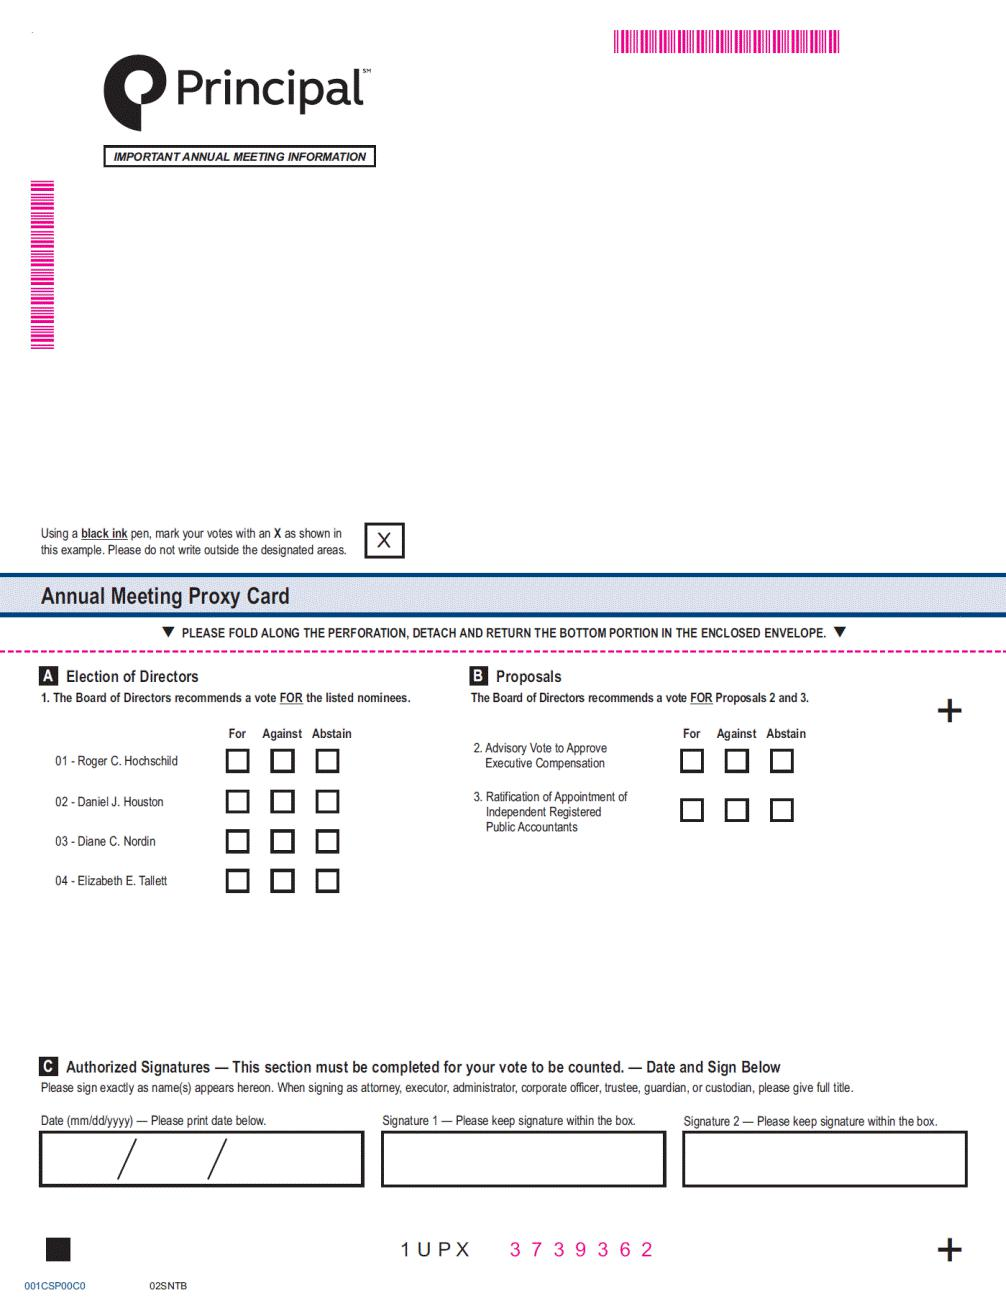 Principal℠
IMPORTANT ANNUAL MEETING INFORMATION
Using a black ink pen, mark your votes with an X as shown in
this example. Please do not write outside the designated areas.
X
Annual Meeting Proxy Card
▼ PLEASE FOLD ALONG THE PERFORATION, DETACH AND RETURN THE BOTTOM PORTION IN THE ENCLOSED ENVELOPE. ▼
A Election of Directors
1. The Board of Directors recommends a vote FOR the listed nominees.
For Against Abstain
01 - Roger C. Hochschild
02 - Daniel J. Houston
03 - Diane C. Nordin
04 - Elizabeth E. Tallett
B Proposals
The Board of Directors recommends a vote FOR Proposals 2 and 3.
+
For Against Abstain
2. Advisory Vote to Approve
Executive Compensation
3. Ratification of Appointment of
Independent Registered
Public Accountants
C Authorized Signatures — This section must be completed for your vote to be counted. — Date and Sign Below
Please sign exactly as name(s) appears hereon. When signing as attorney, executor, administrator, corporate officer, trustee, guardian, or custodian, please give full title.
Date (mm/dd/yyyy) — Please print date below.
/ /
Signature 1 — Please keep signature within the box.
Signature 2 — Please keep signature within the box.
1UPX 3739362
+
001CSP00C0 02SNTB